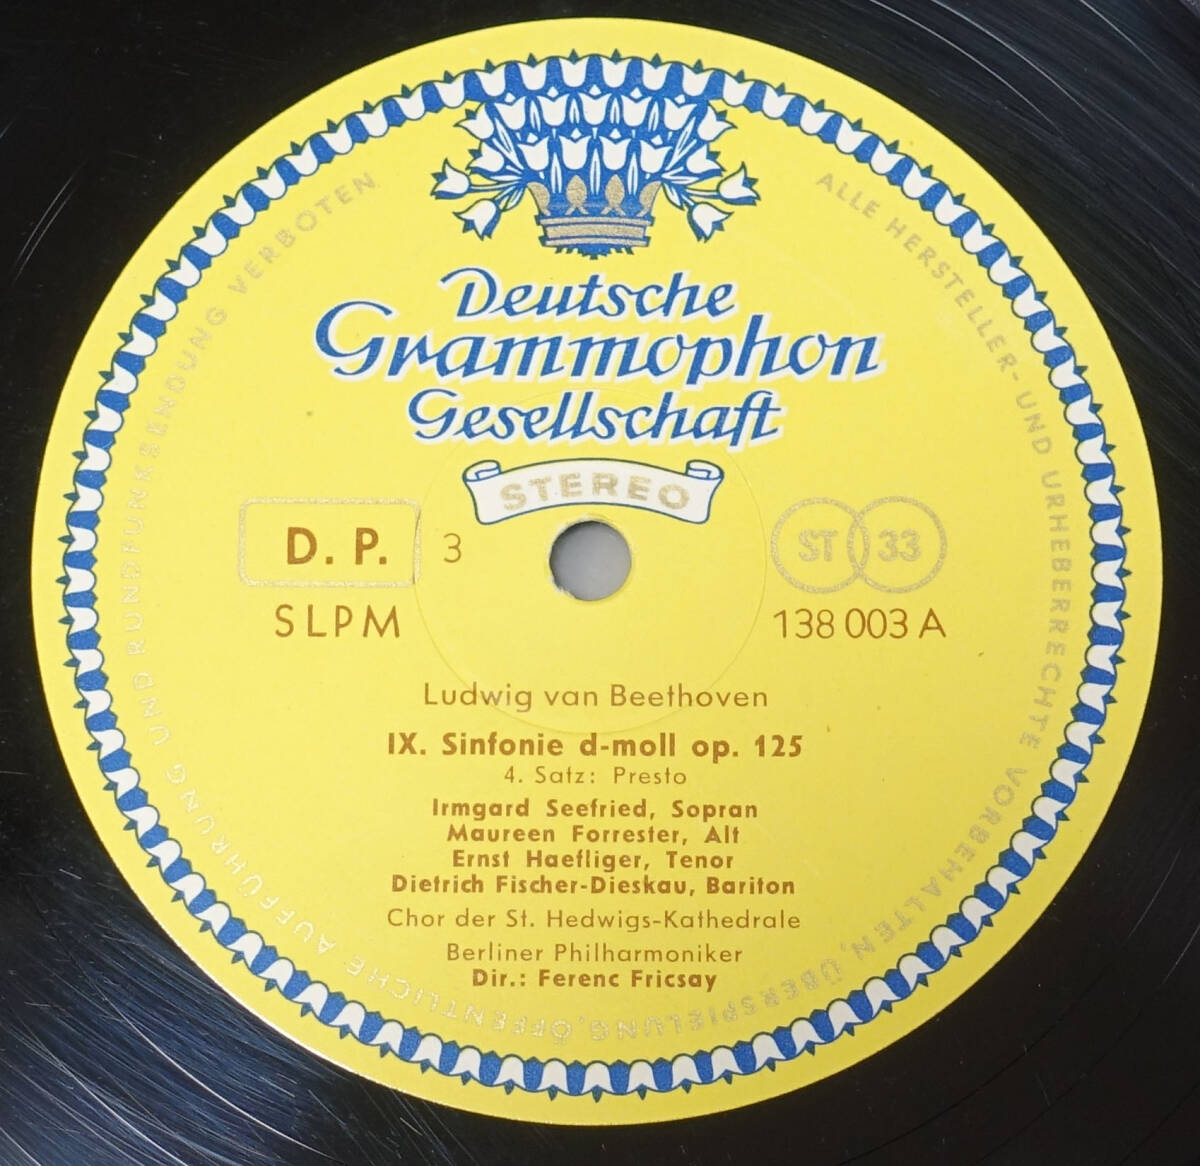 Deutsche
Grammophon
Gesellschaft
STEREO
D. P. 3
ST 33
SLPM
138 003 A
Ludwig van Beethoven
IX. Sinfonie d-moll op. 125
4. Satz: Presto
Irmgard Seefried, Sopran
Maureen Forrester, Alt
Ernst Haefliger, Tenor
Dietrich Fischer-Dieskau, Bariton
Chor der St. Hedwigs-Kathedrale
Berliner Philharmoniker
Dir.: Ferenc Fricsay
ALLE HERSTELLER- UND URHEBERRECHTE VORBEHALTEN, ÜBERSPIELUNG, ÖFFENTLICHE AUFFÜHRUNG UND RUNDFUNKSENDUNG VERBOTEN